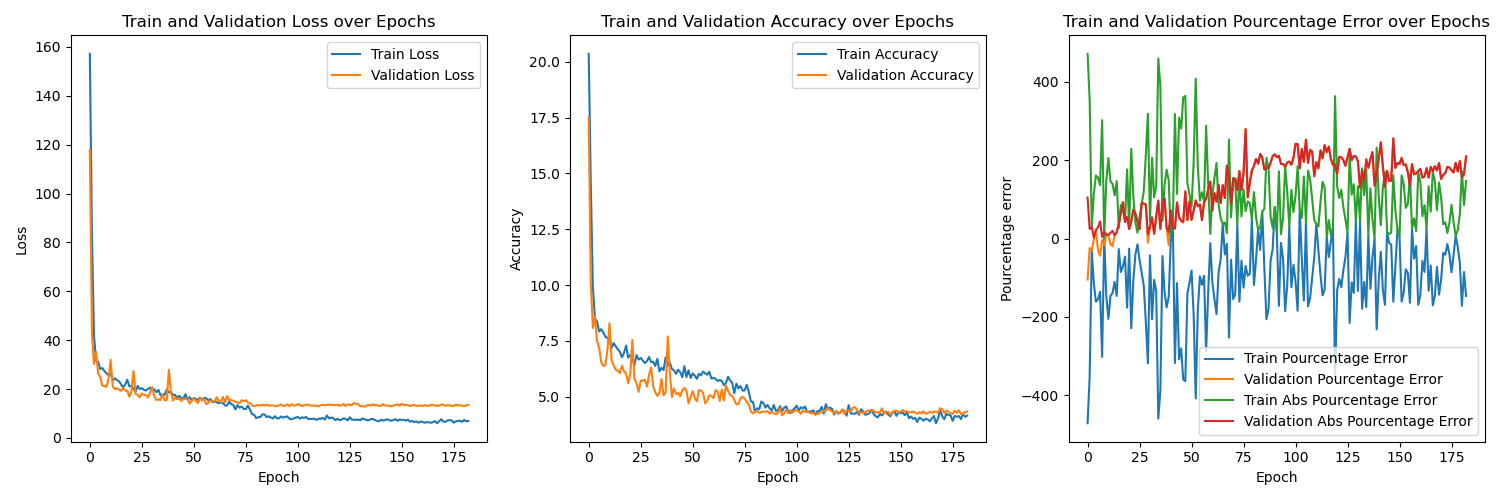 Train and Validation Loss over Epochs
160
140
120
100
80
60
40
20
0
Loss
0 25 50 75 100 125 150 175
Epoch
Train Loss
Validation Loss
Train and Validation Accuracy over Epochs
20.0
17.5
15.0
12.5
10.0
7.5
5.0
Accuracy
0 25 50 75 100 125 150 175
Epoch
Train Accuracy
Validation Accuracy
Train and Validation Pourcentage Error over Epochs
400
200
0
−200
−400
Pourcentage error
0 25 50 75 100 125 150 175
Epoch
Train Pourcentage Error
Validation Pourcentage Error
Train Abs Pourcentage Error
Validation Abs Pourcentage Error